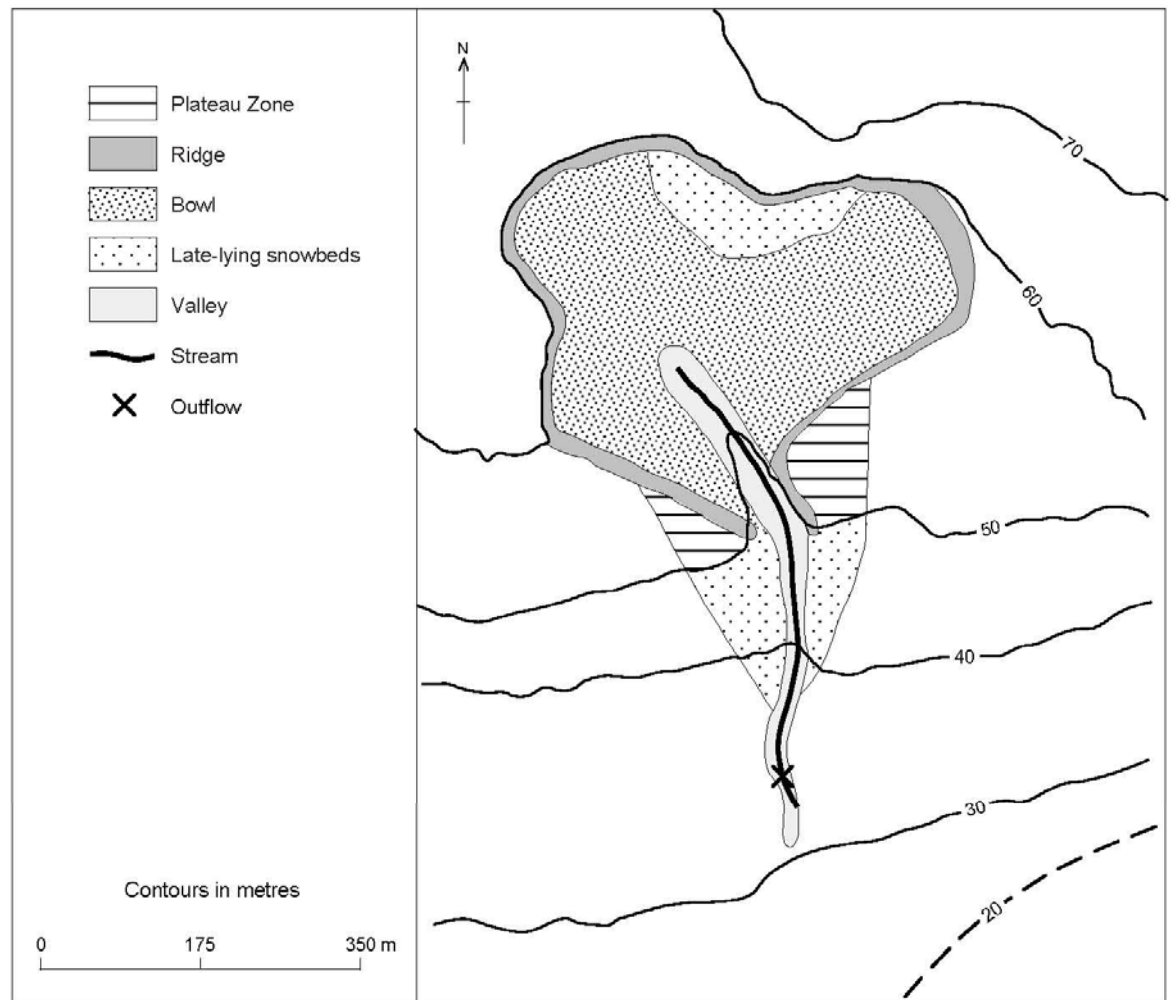 Plateau Zone
Ridge
Bowl
Late-lying snowbeds
Valley
Stream
Outflow
Contours in metres
0 175 350 m
N
70
60
50
40
30
20